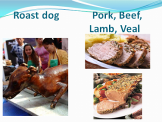 Roast dog
Pork, Beef,
Lamb, Veal